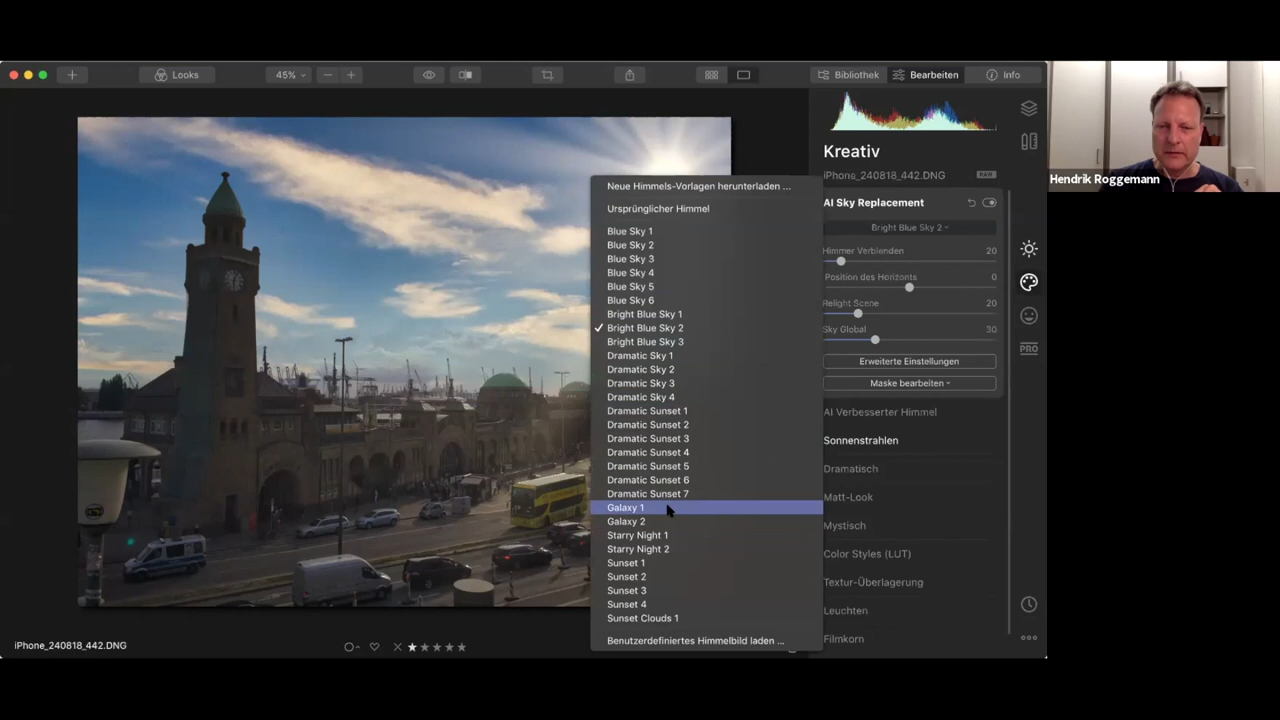 Looks
45%
Bibliothek
Bearbeiten
Info
Kreativ
iPhone_240818_442.DNG
RAW
AI Sky Replacement
Bright Blue Sky 2
Himmer Verblenden 20
Position des Horizonts 0
Relight Scene 20
Sky Global 30
Erweiterte Einstellungen
Maske bearbeiten
AI Verbesserter Himmel
Sonnenstrahlen
Dramatisch
Matt-Look
Mystisch
Color Styles (LUT)
Textur-Überlagerung
Leuchten
Filmkorn
PRO
Neue Himmels-Vorlagen herunterladen ...
Ursprünglicher Himmel
Blue Sky 1
Blue Sky 2
Blue Sky 3
Blue Sky 4
Blue Sky 5
Blue Sky 6
Bright Blue Sky 1
Bright Blue Sky 2
Bright Blue Sky 3
Dramatic Sky 1
Dramatic Sky 2
Dramatic Sky 3
Dramatic Sky 4
Dramatic Sunset 1
Dramatic Sunset 2
Dramatic Sunset 3
Dramatic Sunset 4
Dramatic Sunset 5
Dramatic Sunset 6
Dramatic Sunset 7
Galaxy 1
Galaxy 2
Starry Night 1
Starry Night 2
Sunset 1
Sunset 2
Sunset 3
Sunset 4
Sunset Clouds 1
Benutzerdefiniertes Himmelbild laden ...
iPhone_240818_442.DNG
Hendrik Roggemann